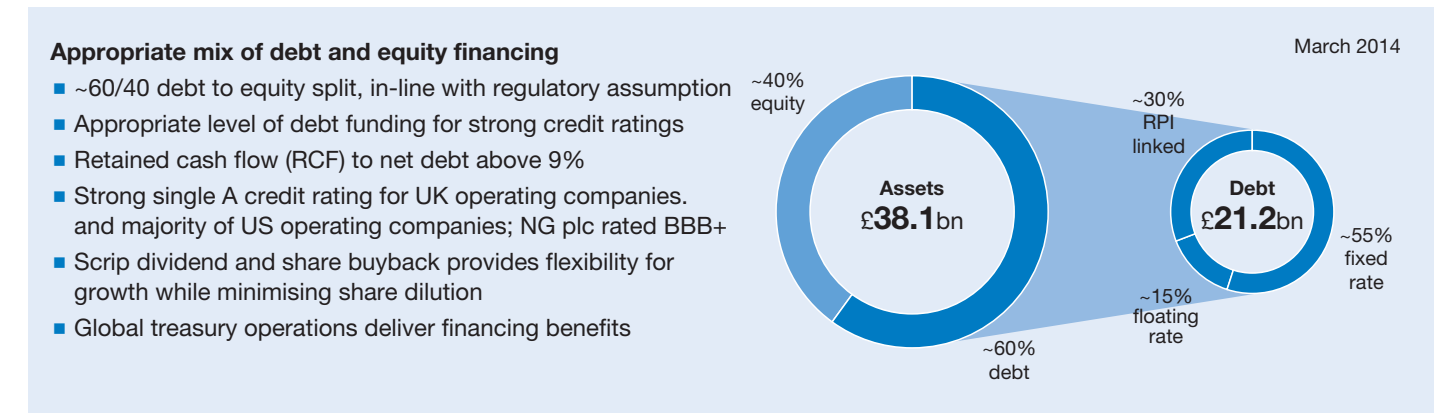 Appropriate mix of debt and equity financing
■ ~60/40 debt to equity split, in-line with regulatory assumption
■ Appropriate level of debt funding for strong credit ratings
■ Retained cash flow (RCF) to net debt above 9%
■ Strong single A credit rating for UK operating companies.
and majority of US operating companies; NG plc rated BBB+
■ Scrip dividend and share buyback provides flexibility for
growth while minimising share dilution
■ Global treasury operations deliver financing benefits
March 2014
~40%
equity
Assets
£38.1bn
~60%
debt
~30%
RPI
linked
Debt
£21.2bn
~55%
fixed
rate
~15%
floating
rate